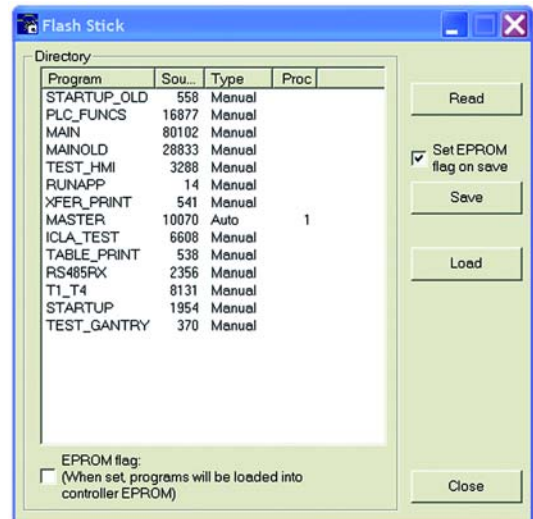 Flash Stick
Directory
Program Sou... Type Proc
STARTUP_OLD 558 Manual
PLC_FUNCS 16877 Manual
MAIN 80102 Manual
MAINOLD 28833 Manual
TEST_HMI 3288 Manual
RUNAPP 14 Manual
XFER_PRINT 541 Manual
MASTER 10070 Auto 1
ICLA_TEST 6608 Manual
TABLE_PRINT 538 Manual
RS485RX 2356 Manual
T1_T4 8131 Manual
STARTUP 1954 Manual
TEST_GANTRY 370 Manual
EPROM flag:
(When set, programs will be loaded into
controller EPROM)
Read
Set EPROM
flag on save
Save
Load
Close